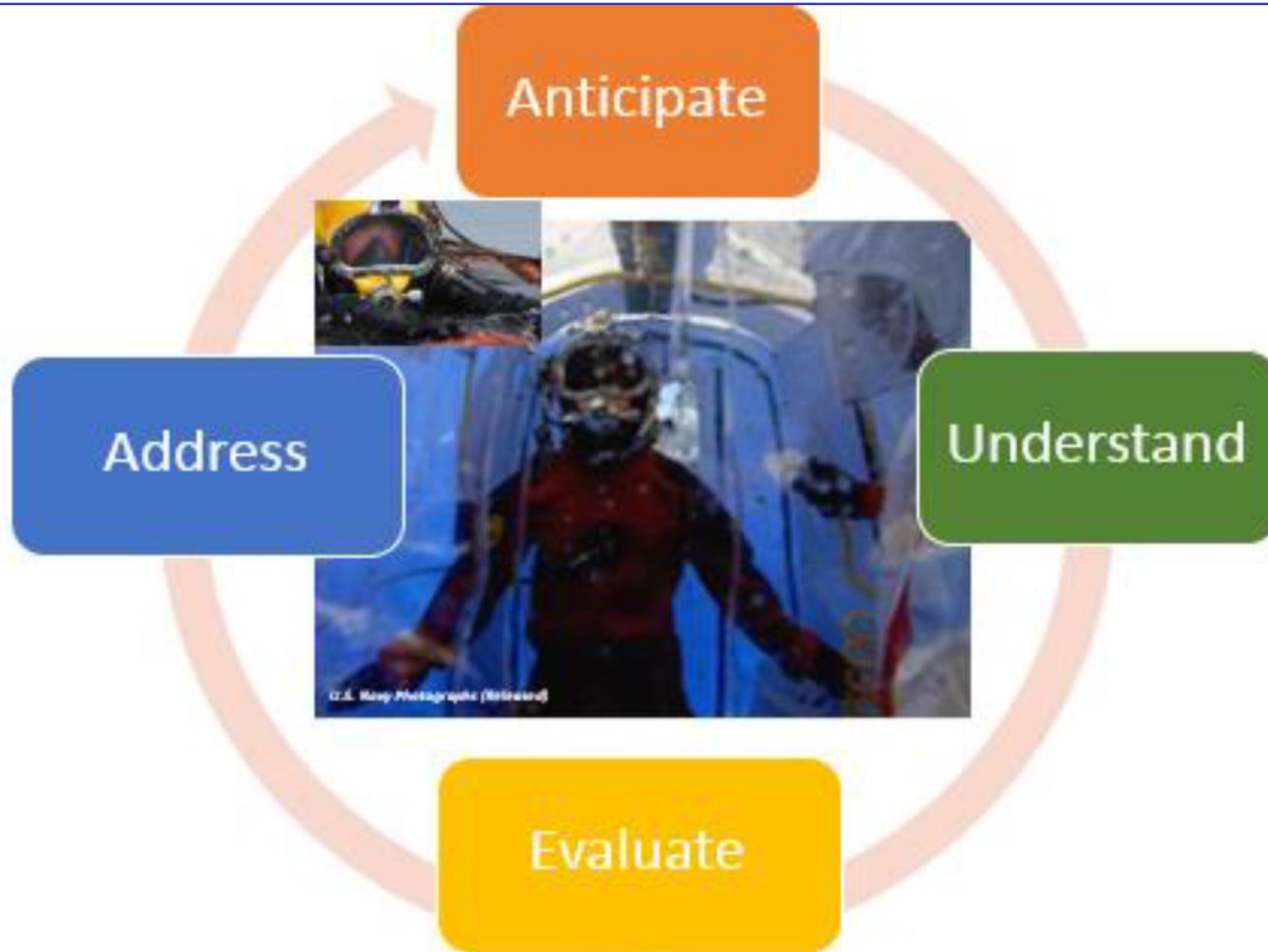 Anticipate
Understand
Address
U.S. Navy Photographs (Released)
Evaluate